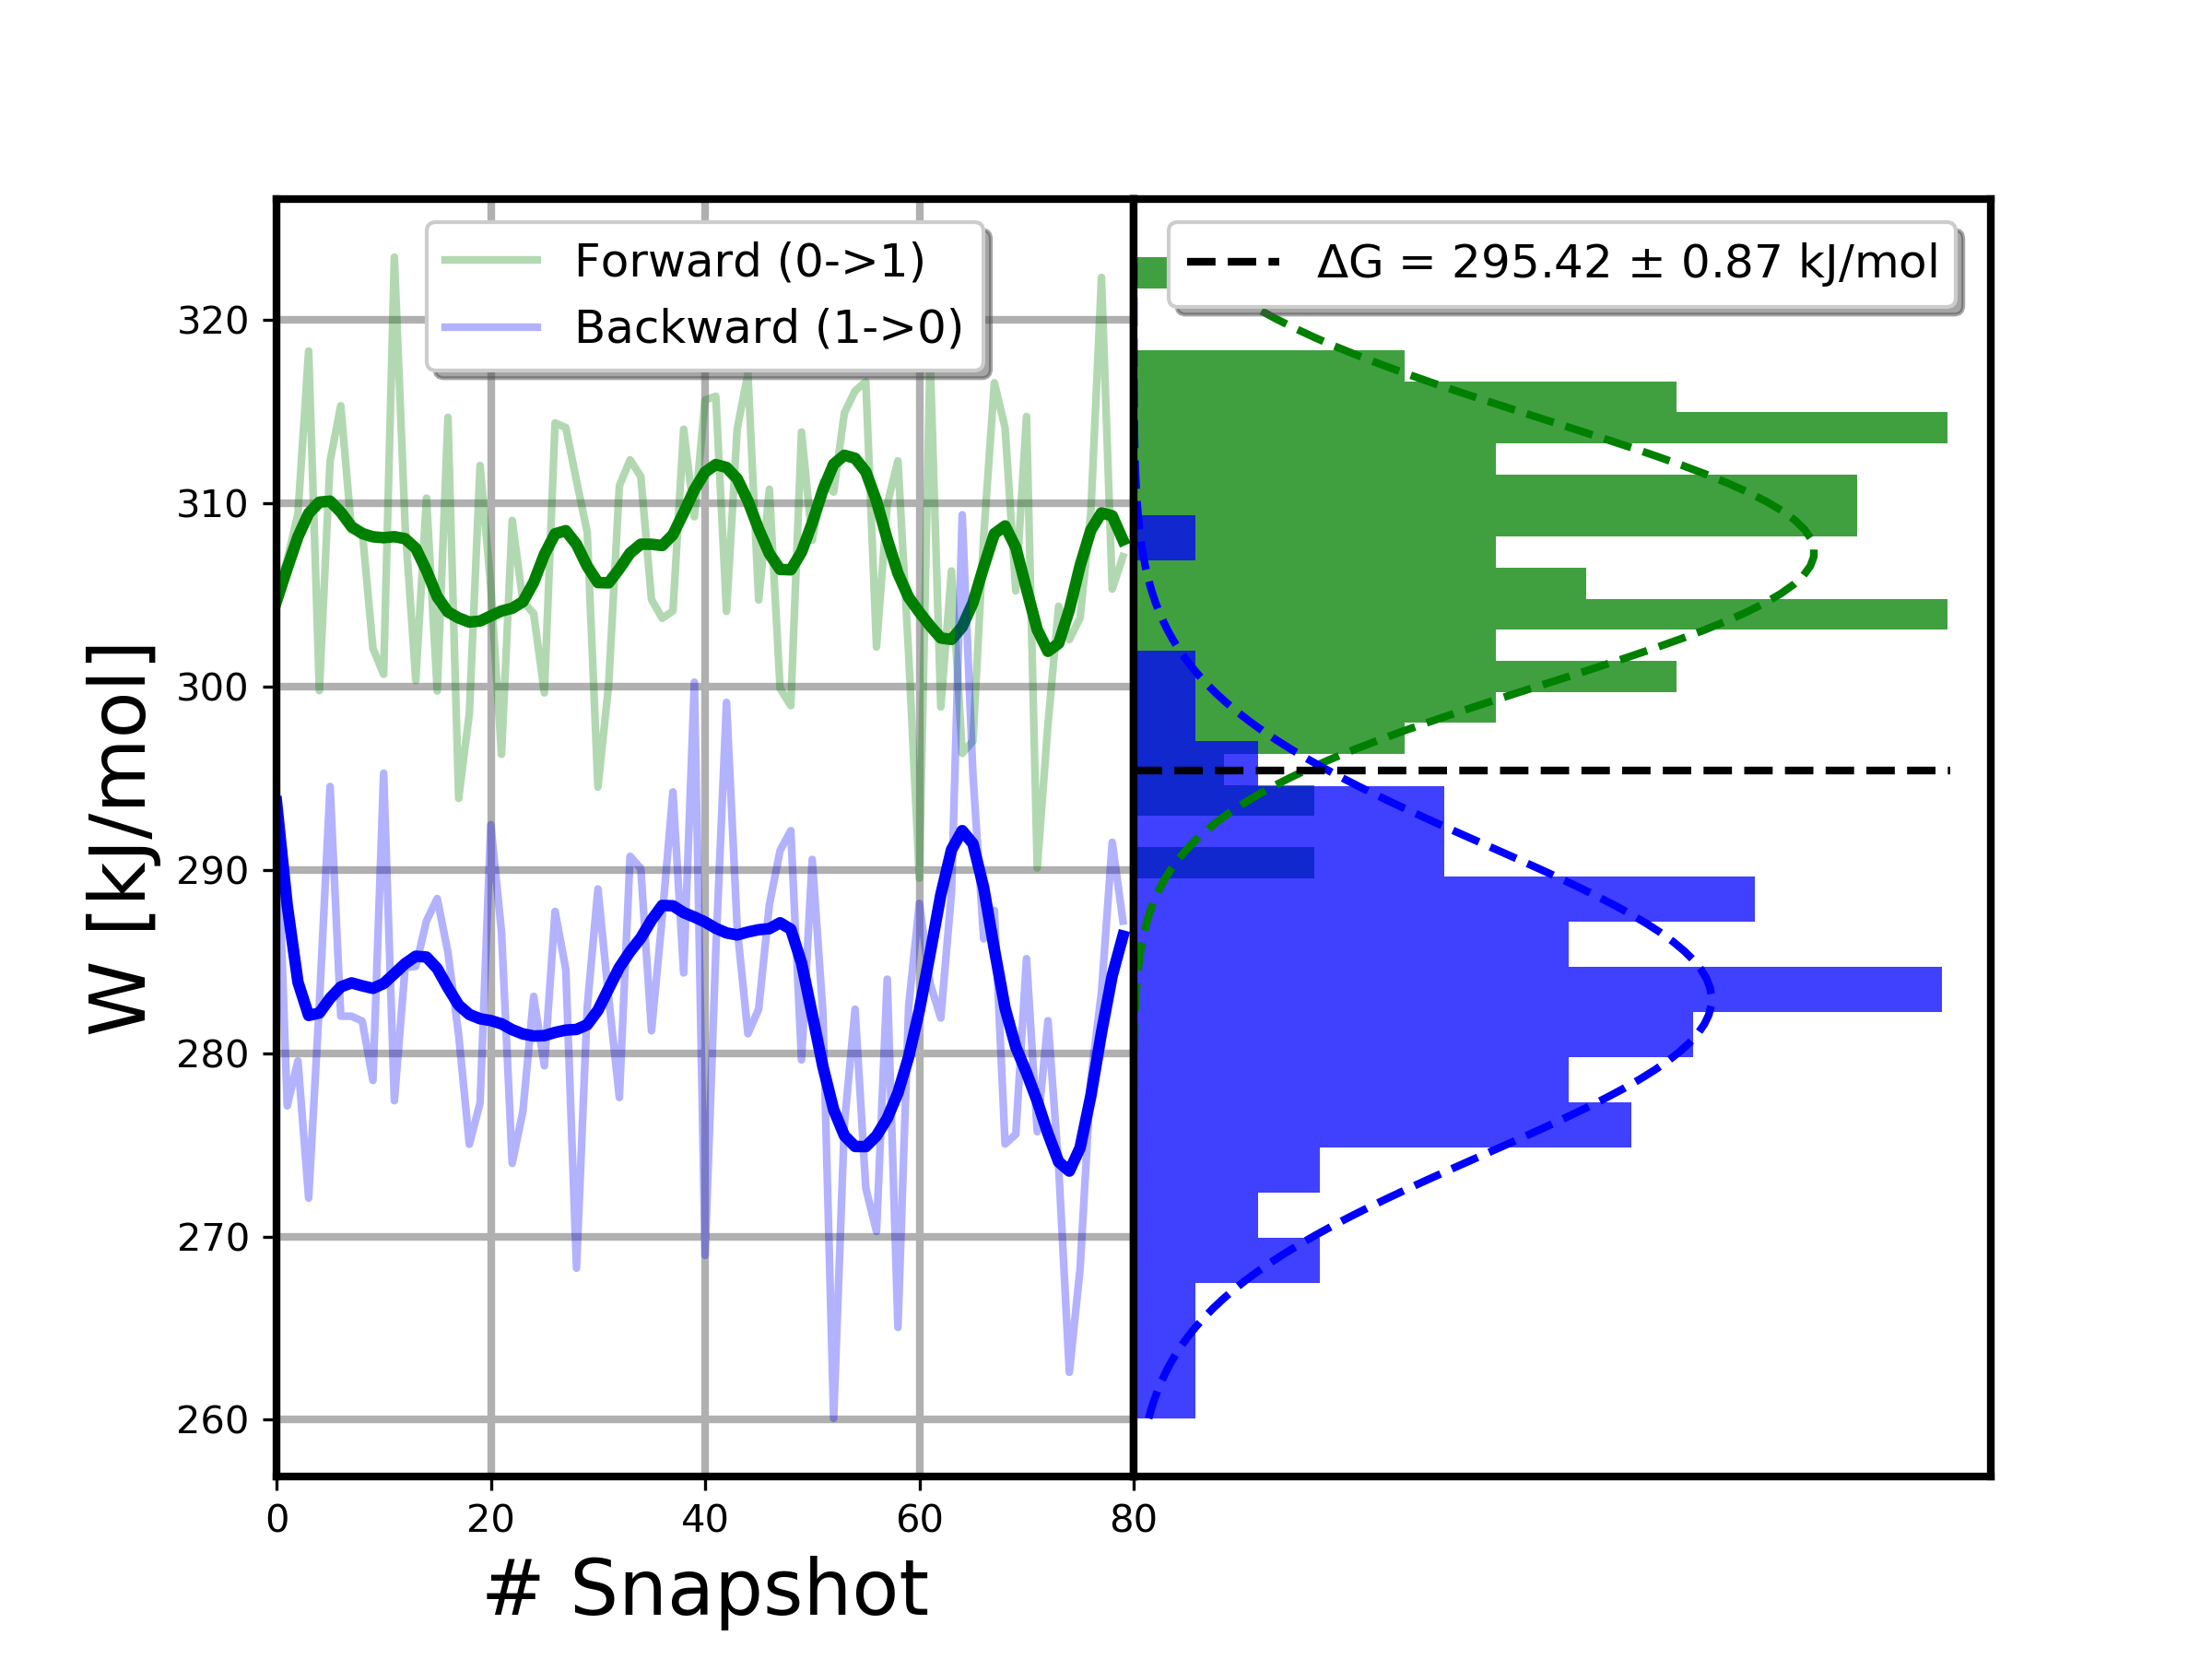 Forward (0->1)
Backward (1->0)
ΔG = 295.42 ± 0.87 kJ/mol
W [kJ/mol]
320
310
300
290
280
270
260
0 20 40 60 80
# Snapshot